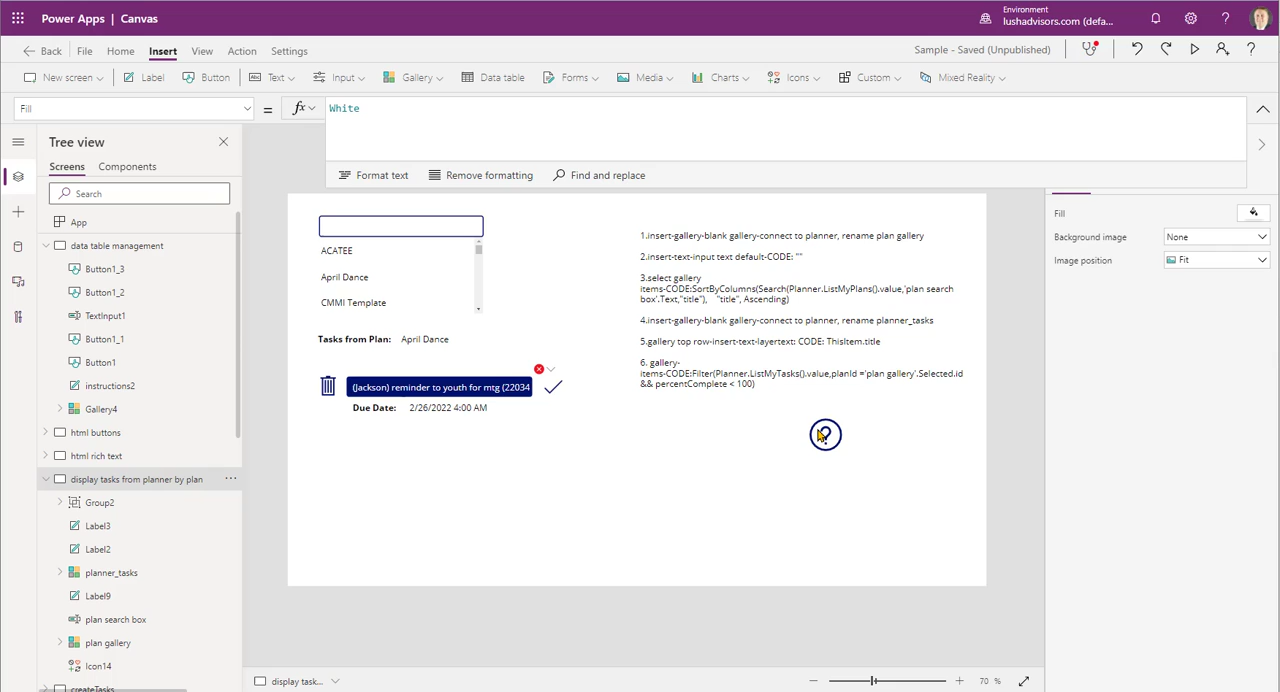 Power Apps | Canvas
Environment
lushadvisors.com (defa...
Back File Home Insert View Action Settings
Sample - Saved (Unpublished)
New screen Label Button Text Input Gallery Data table Forms Media Charts Icons Custom Mixed Reality
Fill = fx White
Format text Remove formatting Find and replace
Tree view
Screens Components
Search
App
data table management
Button1_3
Button1_2
TextInput1
Button1_1
Button1
instructions2
Gallery4
html buttons
html rich text
display tasks from planner by plan
Group2
Label3
Label2
planner_tasks
Label9
plan search box
plan gallery
Icon14
createTasks
ACATEE
April Dance
CMMI Template
Tasks from Plan: April Dance
(Jackson) reminder to youth for mtg (22034
Due Date: 2/26/2022 4:00 AM
1.insert-gallery-blank gallery-connect to planner, rename plan gallery
2.insert-text-input text default-CODE: ""
3.select gallery
items-CODE:SortByColumns(Search(Planner.ListMyPlans().value,'plan search
box'.Text,"title"), "title", Ascending)
4.insert-gallery-blank gallery-connect to planner, rename planner_tasks
5.gallery top row-insert-text-layertext: CODE: ThisItem.title
6. gallery-
items-CODE:Filter(Planner.ListMyTasks().value,planId ='plan gallery'.Selected.id
&& percentComplete < 100)
Fill
Background image None
Image position Fit
display task...
70 %